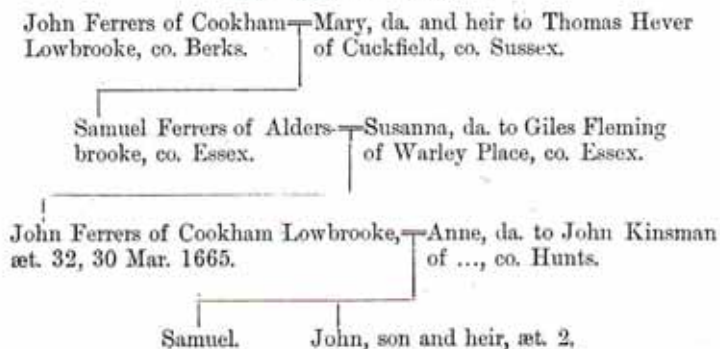 John Ferrers of Cookham Mary, da. and heir to Thomas Hever
Lowbrooke, co. Berks. of Cuckfield, co. Sussex.
Samuel Ferrers of Alders- Susanna, da. to Giles Fleming
brooke, co. Essex. of Warley Place, co. Essex.
John Ferrers of Cookham Lowbrooke, Anne, da. to John Kinsman
æt. 32, 30 Mar. 1665. of ..., co. Hunts.
Samuel. John, son and heir, æt. 2.